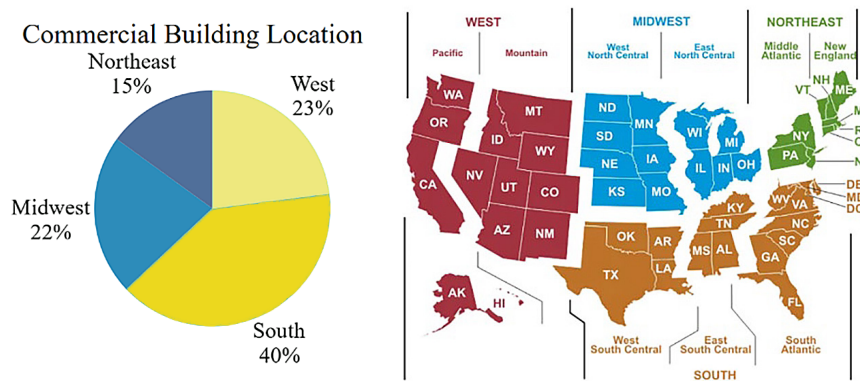 Commercial Building Location
Northeast
15%
West
23%
Midwest
22%
South
40%
WEST
MIDWEST
NORTHEAST
Pacific
Mountain
West
North Central
East
North Central
Middle
Atlantic
New
England
WA
OR
CA
MT
ID
WY
NV
UT
CO
AZ
NM
AK
HI
ND
SD
NE
KS
MN
IA
MO
WI
IL
MI
IN
OH
VT
NH
ME
NY
PA
OK
TX
AR
LA
KY
TN
MS
AL
WV
VA
NC
SC
GA
FL
DE
MD
DC
West
South Central
East
South Central
South
Atlantic
SOUTH